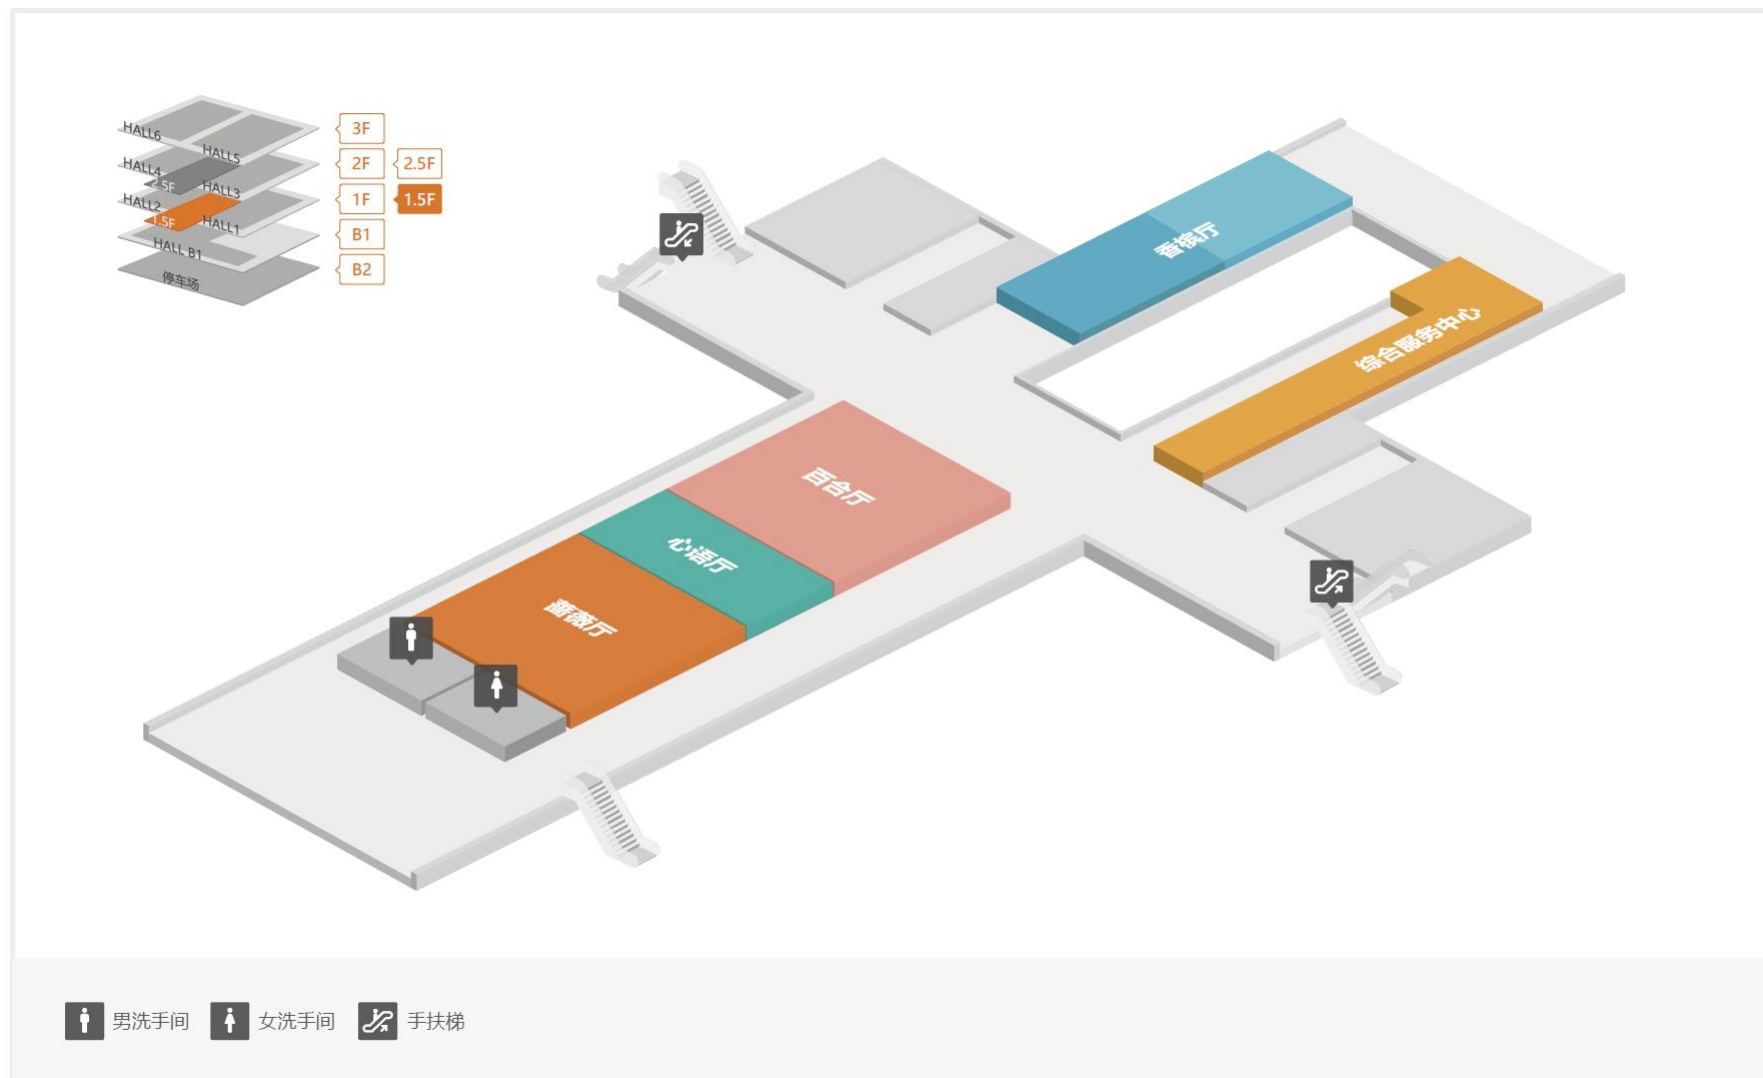 HALL6
HALL5
3F
HALL4
2.5F
HALL3
2F
2.5F
HALL2
1.5F
HALL1
1F
1.5F
HALL B1
B1
停车场
B2
香槟厅
综合服务中心
百合厅
心语厅
蔷薇厅
男洗手间
女洗手间
手扶梯